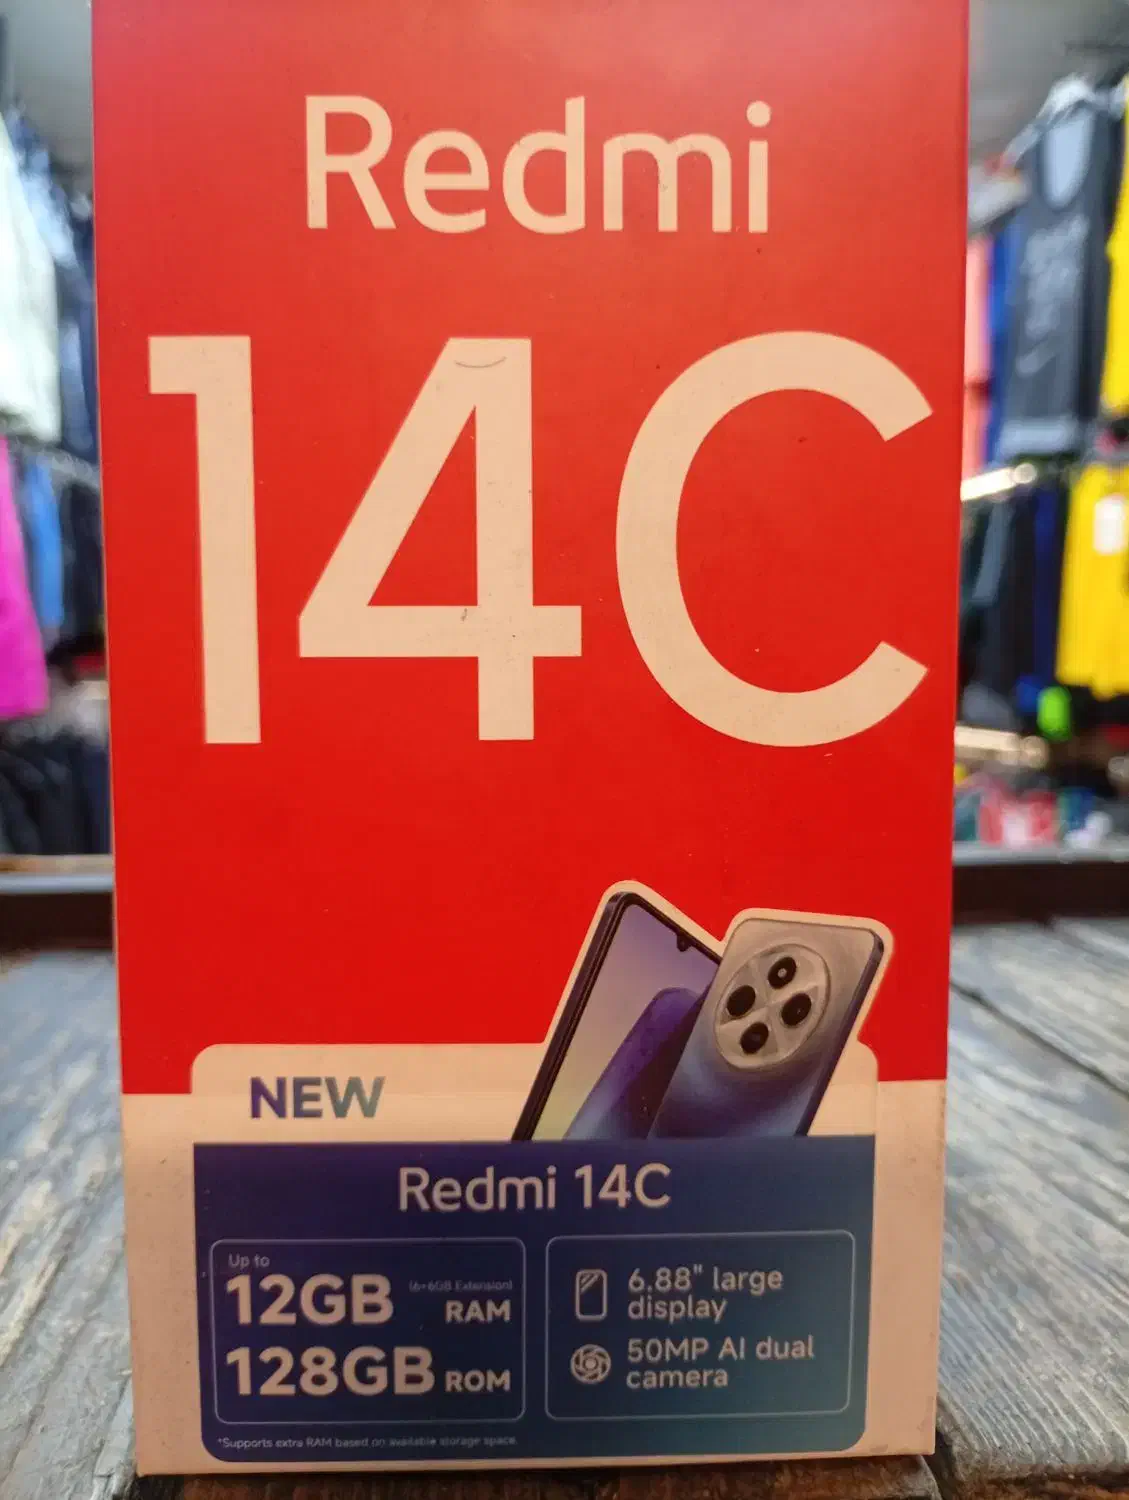 Redmi
14C
NEW
Redmi 14C
Up to
12GB (6+6GB Extension) RAM
128GB ROM
6.88" large
display
50MP AI dual
camera
*Supports extra RAM based on available storage space.